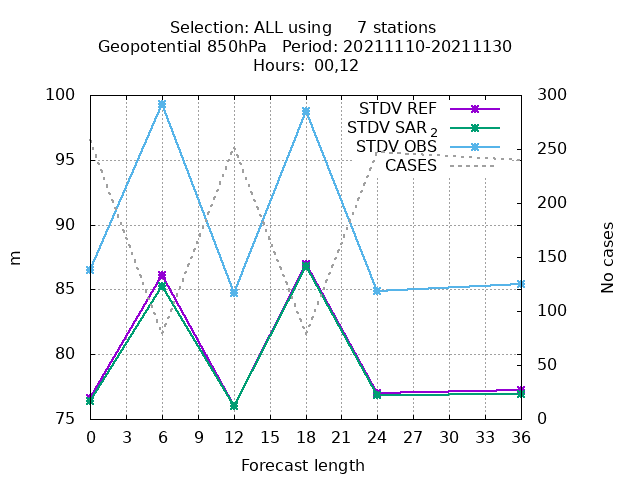 Selection: ALL using     7 stations
Geopotential 850hPa   Period: 20211110-20211130
Hours:  00,12
STDV REF
STDV SAR 2
STDV OBS
CASES
100
95
90
85
80
75
m
300
250
200
150
100
50
0
No cases
0 3 6 9 12 15 18 21 24 27 30 33 36
Forecast length